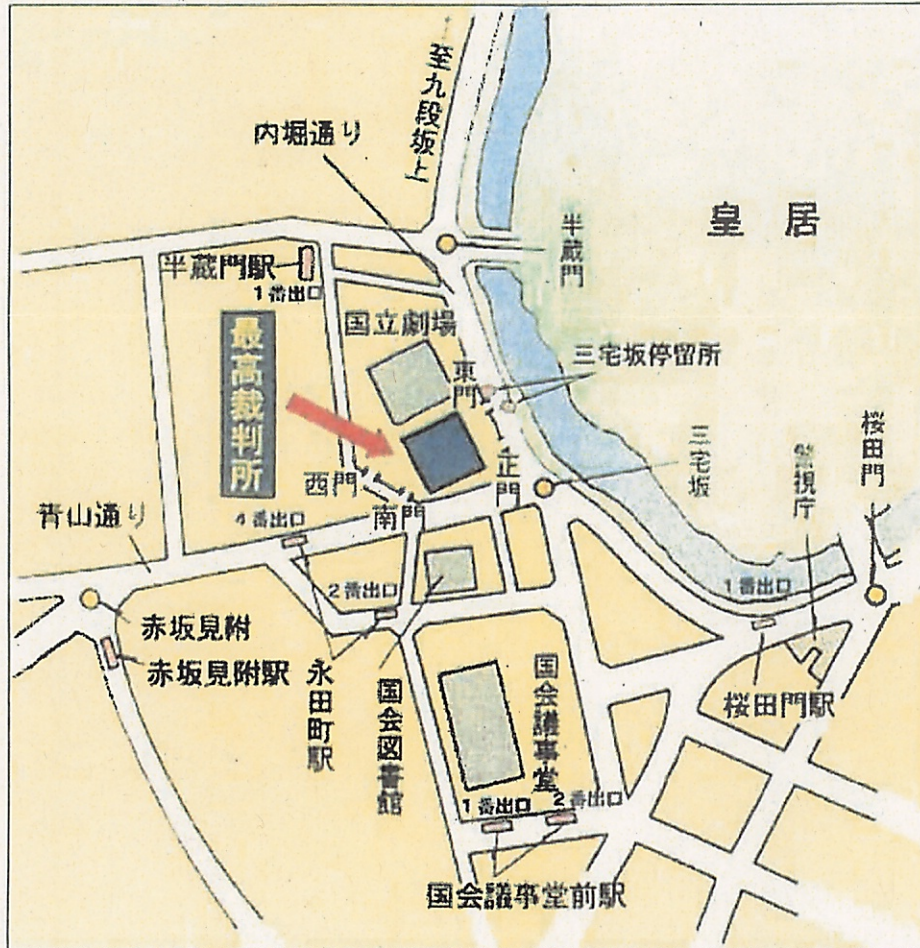 至九段坂上
内堀通り
皇居
半蔵門
半蔵門駅
1番出口
国立劇場
最高裁判所
東門
三宅坂停留所
桜田門
三宅坂
警視庁
正門
西門
南門
青山通り
4番出口
2番出口
1番出口
赤坂見附
赤坂見附駅
永田町駅
国会図書館
国会議事堂
桜田門駅
1番出口
2番出口
国会議事堂前駅